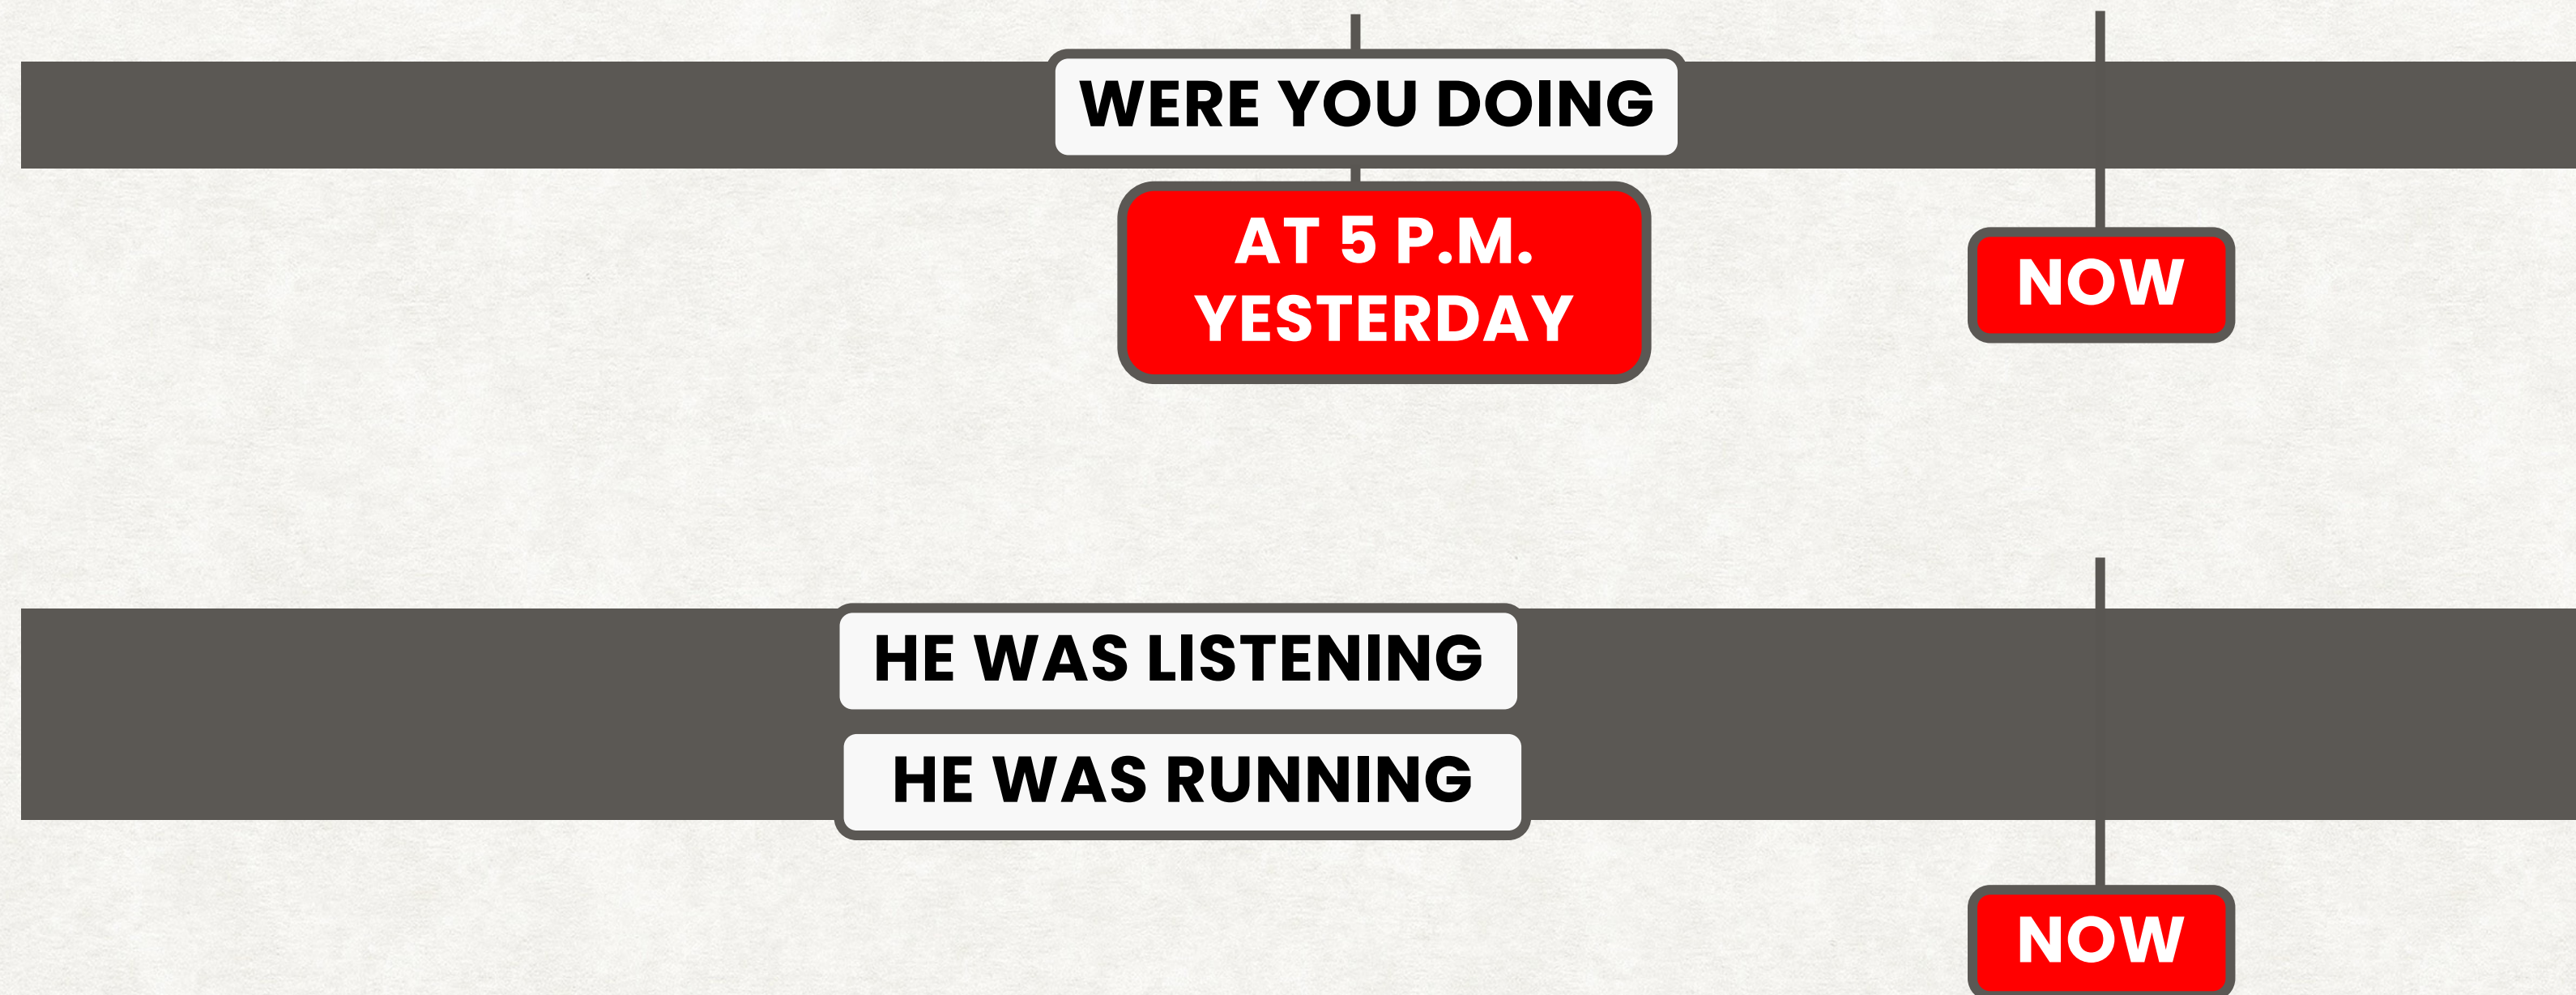 WERE YOU DOING
AT 5 P.M.
YESTERDAY
NOW
HE WAS LISTENING
HE WAS RUNNING
NOW